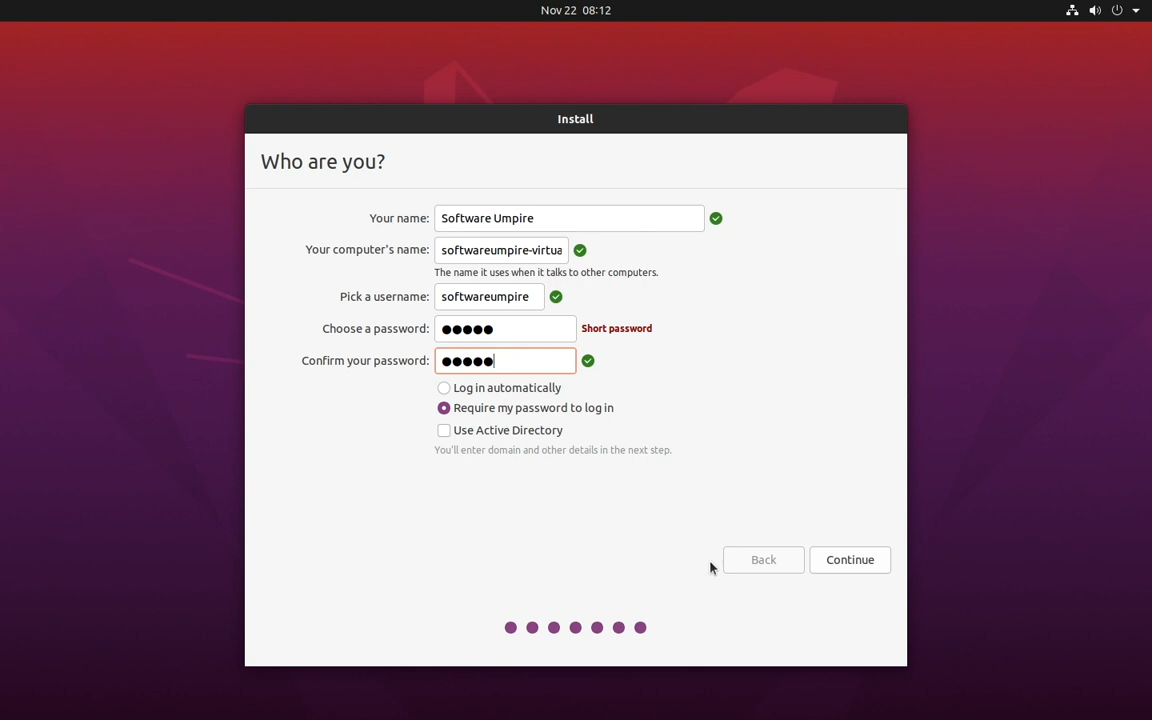 Nov 22 08:12
Install
Who are you?
Your name: Software Umpire
Your computer's name: softwareumpire-virtua
The name it uses when it talks to other computers.
Pick a username: softwareumpire
Choose a password: ●●●●● Short password
Confirm your password: ●●●●●
Log in automatically
Require my password to log in
Use Active Directory
You'll enter domain and other details in the next step.
Back Continue